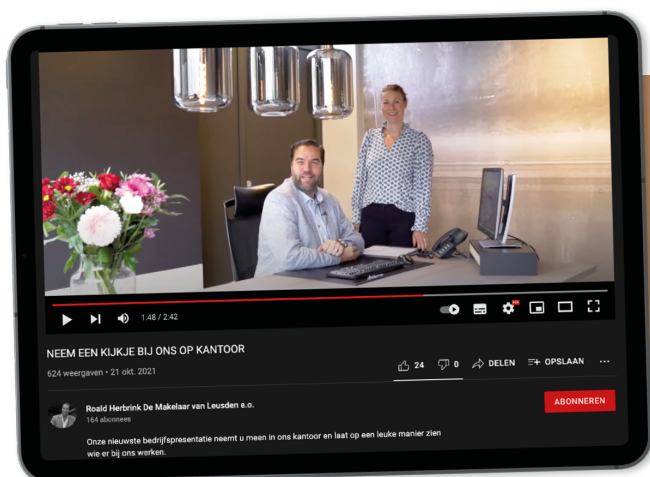 1:48 / 2:42
NEEM EEN KIJKJE BIJ ONS OP KANTOOR
624 weergaven • 21 okt. 2021
24
0
DELEN
OPSLAAN
Roald Herbrink De Makelaar van Leusden e.o.
164 abonnees
ABONNEREN
Onze nieuwste bedrijfspresentatie neemt u meen in ons kantoor en laat op een leuke manier zien
wie er bij ons werken.